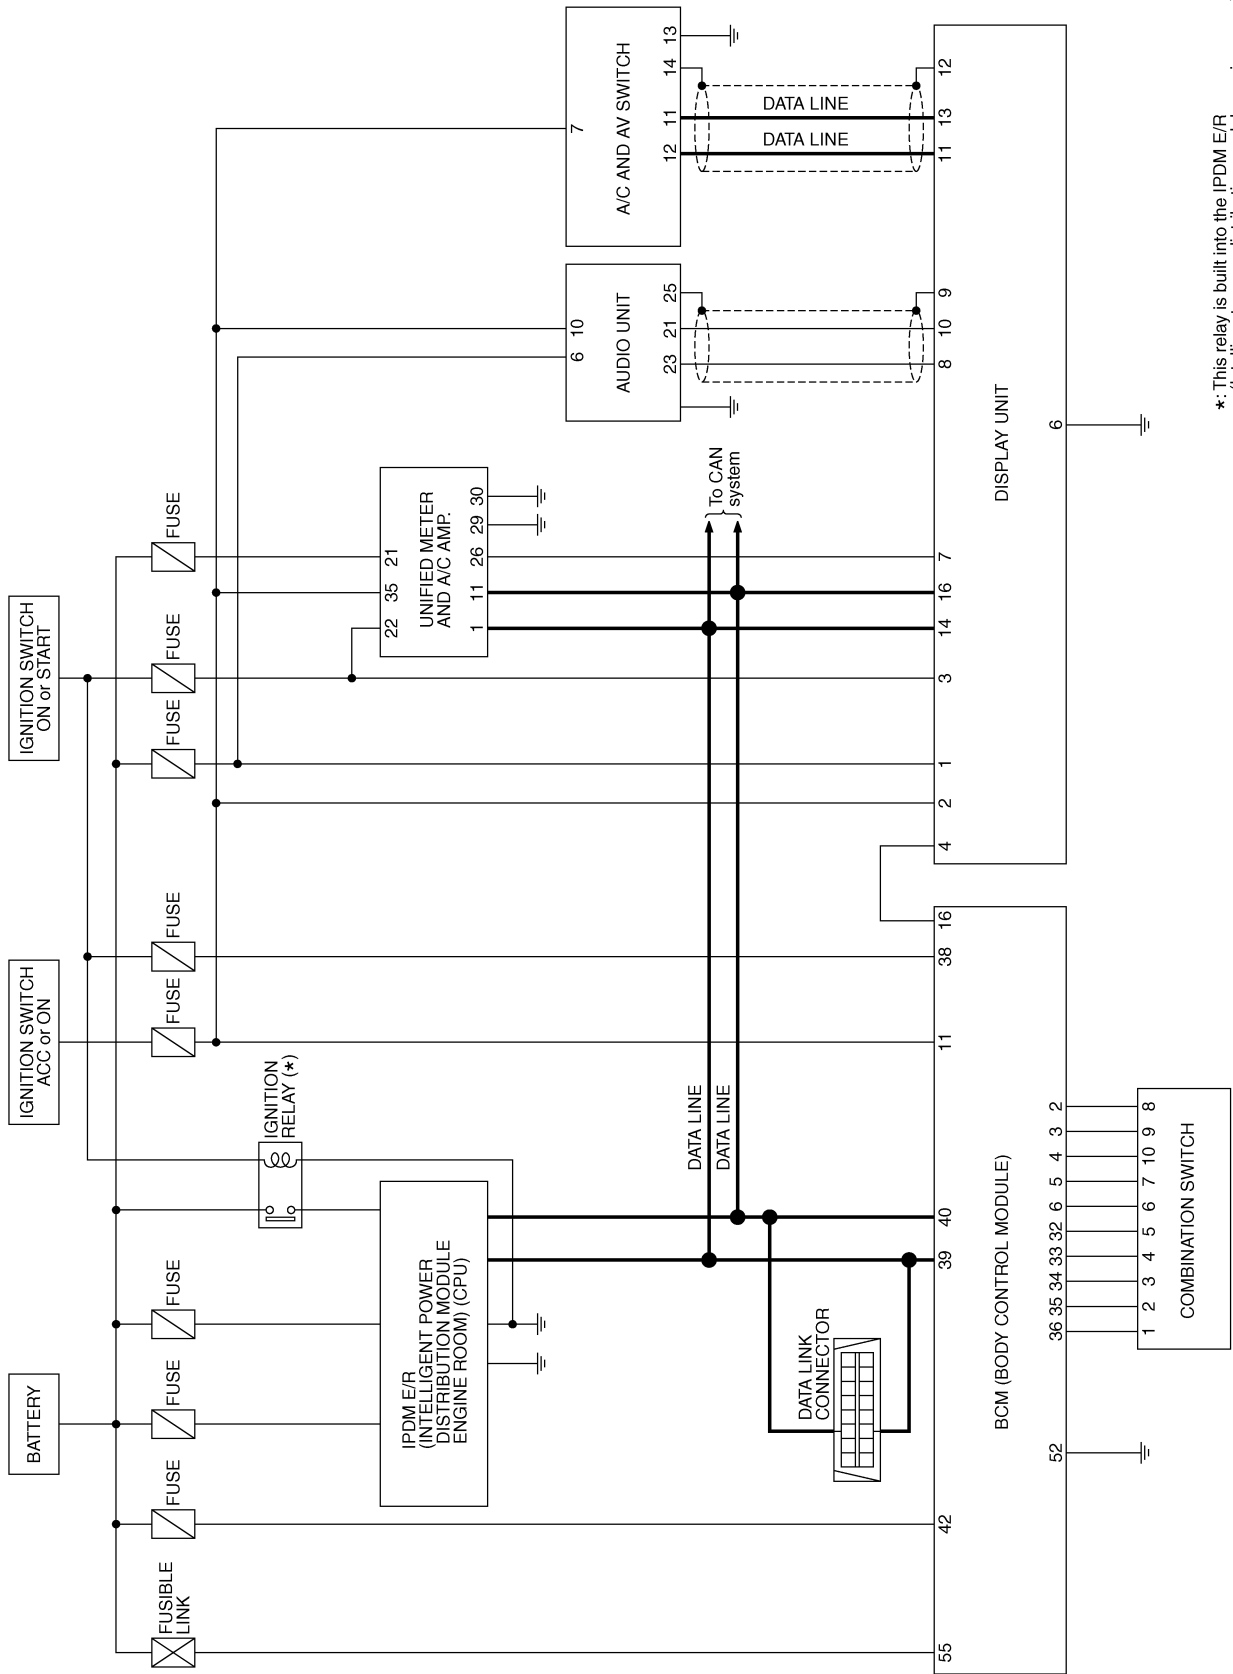 BATTERY
IGNITION SWITCH
ACC or ON
IGNITION SWITCH
ON or START
FUSIBLE
LINK
FUSE
FUSE
FUSE
FUSE
FUSE
FUSE
FUSE
FUSE
IGNITION
RELAY (*)
IPDM E/R
(INTELLIGENT POWER
DISTRIBUTION MODULE
ENGINE ROOM) (CPU)
22 35 21
UNIFIED METER
AND A/C AMP.
1 11 26 29 30
6 10
AUDIO UNIT
23 21 25
7
A/C AND AV SWITCH
12 11 14 13
DATA LINE
DATA LINE
To CAN
system
DATA LINE
DATA LINE
DATA LINK
CONNECTOR
55 42 39 40 11 38 16
BCM (BODY CONTROL MODULE)
52 36 35 34 33 32 6 5 4 3 2
4 2 1 3 14 16 7 8 10 9 11 13 12
DISPLAY UNIT
6
1 2 3 4 5 6 7 10 9 8
COMBINATION SWITCH
*: This relay is built into the IPDM E/R